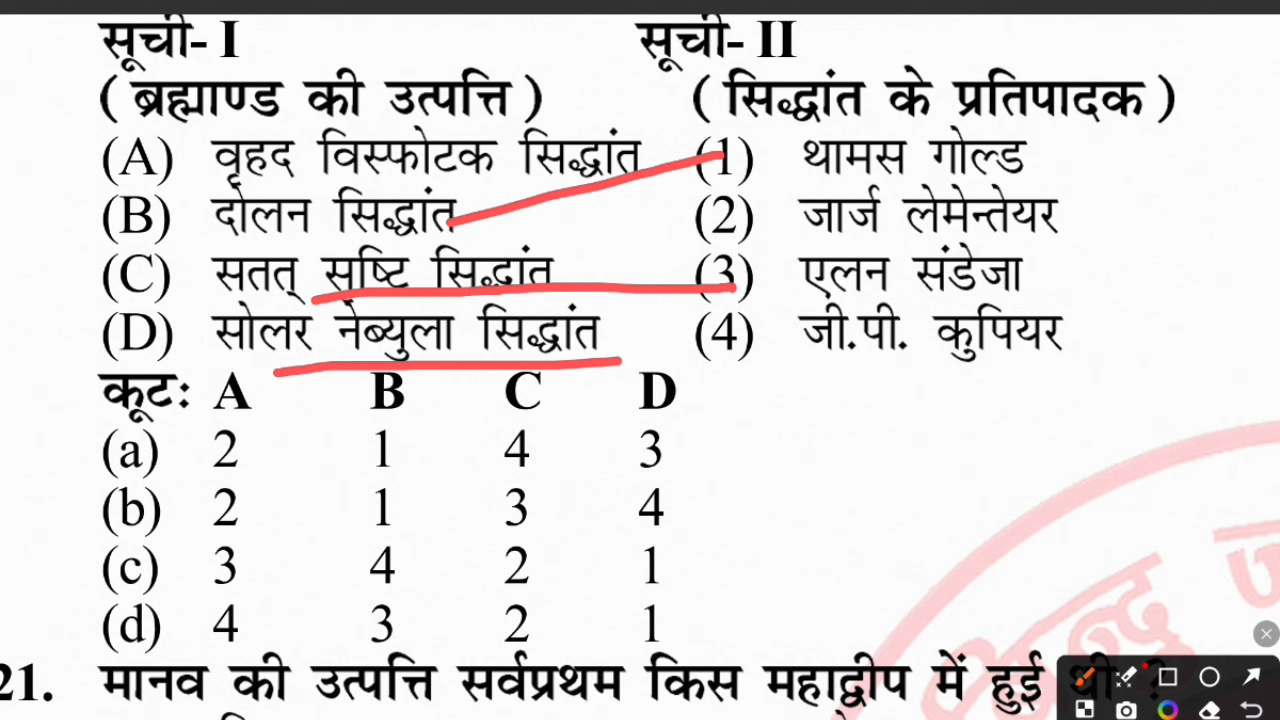 सूची- I सूची- II
( ब्रह्माण्ड की उत्पत्ति ) ( सिद्धांत के प्रतिपादक )
(A) वृहद विस्फोटक सिद्धांत (1) थामस गोल्ड
(B) दोलन सिद्धांत (2) जार्ज लेमेन्तेयर
(C) सतत् सृष्टि सिद्धांत (3) एलन संडेजा
(D) सोलर नेब्युला सिद्धांत (4) जी.पी. कुपियर
कूटः A B C D
(a) 2 1 4 3
(b) 2 1 3 4
(c) 3 4 2 1
(d) 4 3 2 1
21. मानव की उत्पत्ति सर्वप्रथम किस महाद्वीप में हुई थी ?